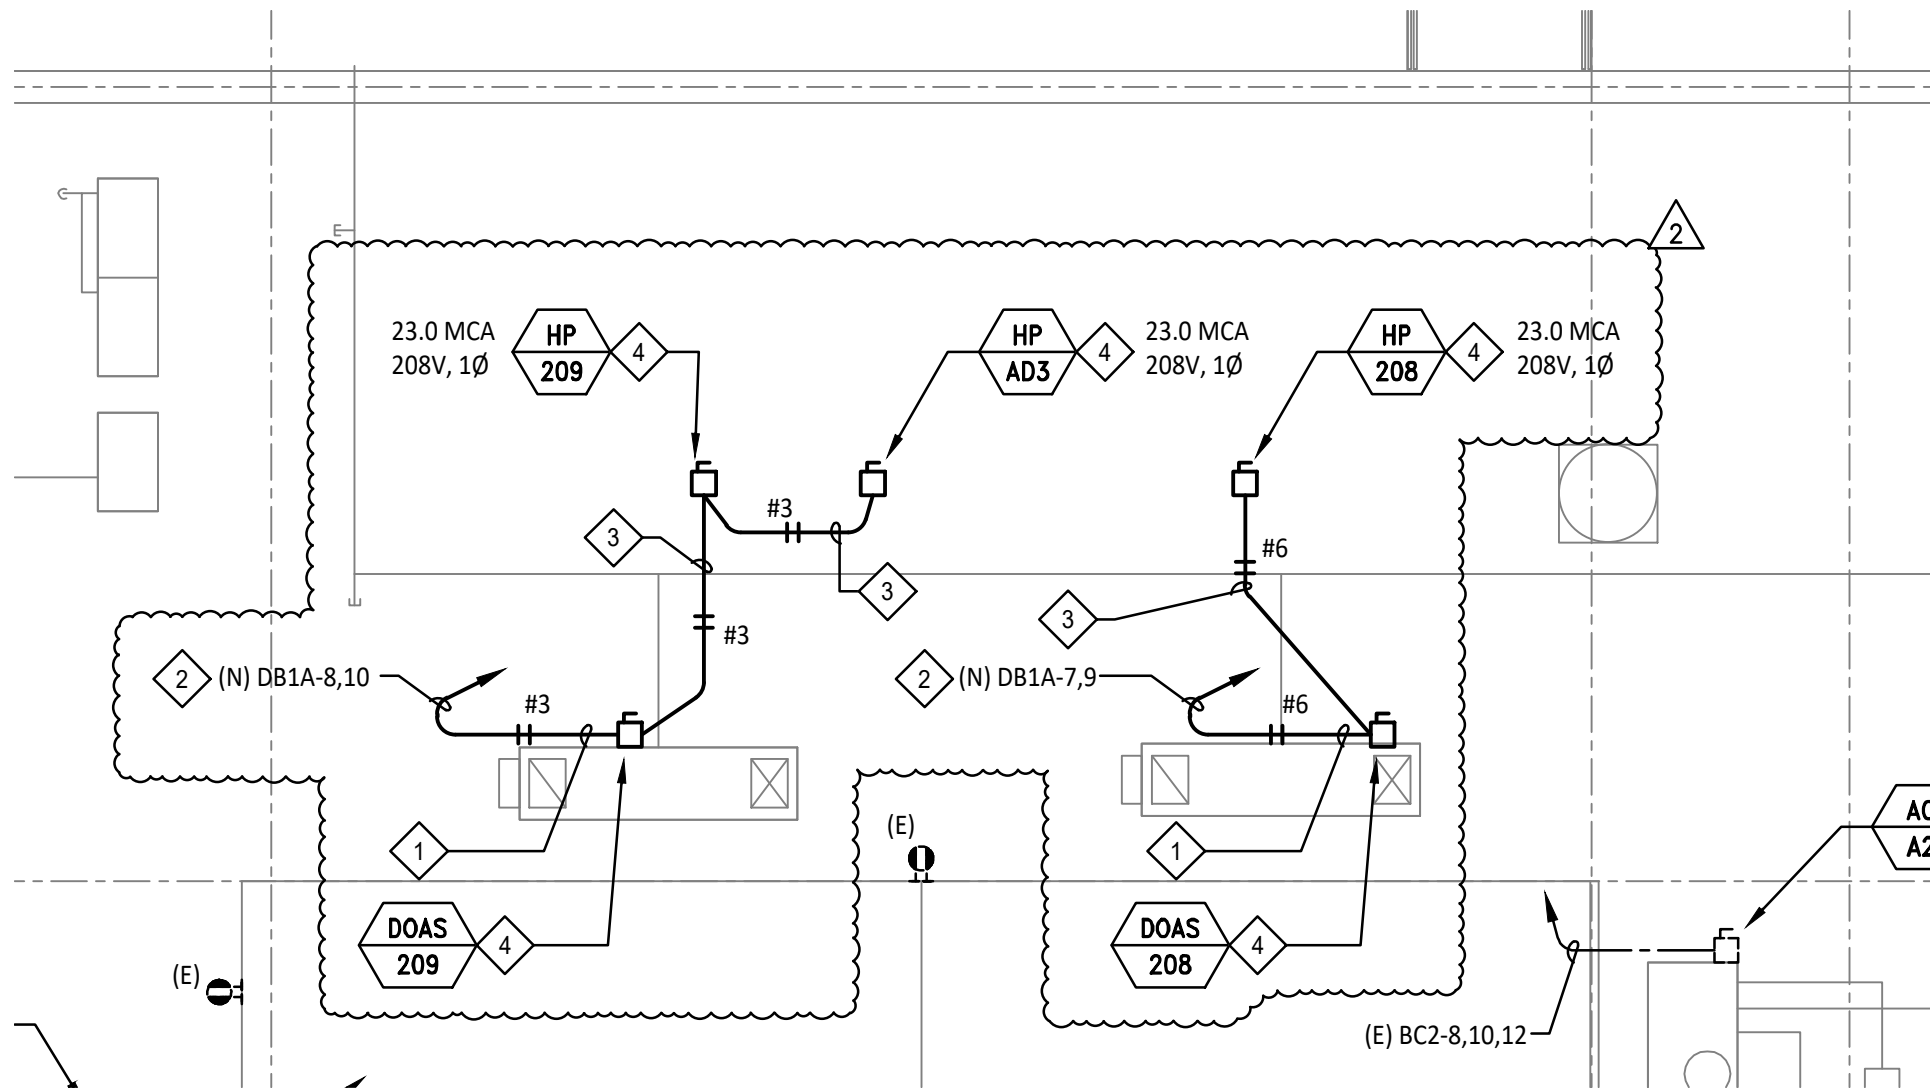 2
23.0 MCA
208V, 1Ø
HP
209
4
HP
AD3
4
23.0 MCA
208V, 1Ø
HP
208
4
23.0 MCA
208V, 1Ø
#3
3
3
#3
#6
3
2
(N) DB1A-8,10
#3
2
(N) DB1A-7,9
#6
1
(E)
1
DOAS
209
4
DOAS
208
4
(E)
(E) BC2-8,10,12
A2